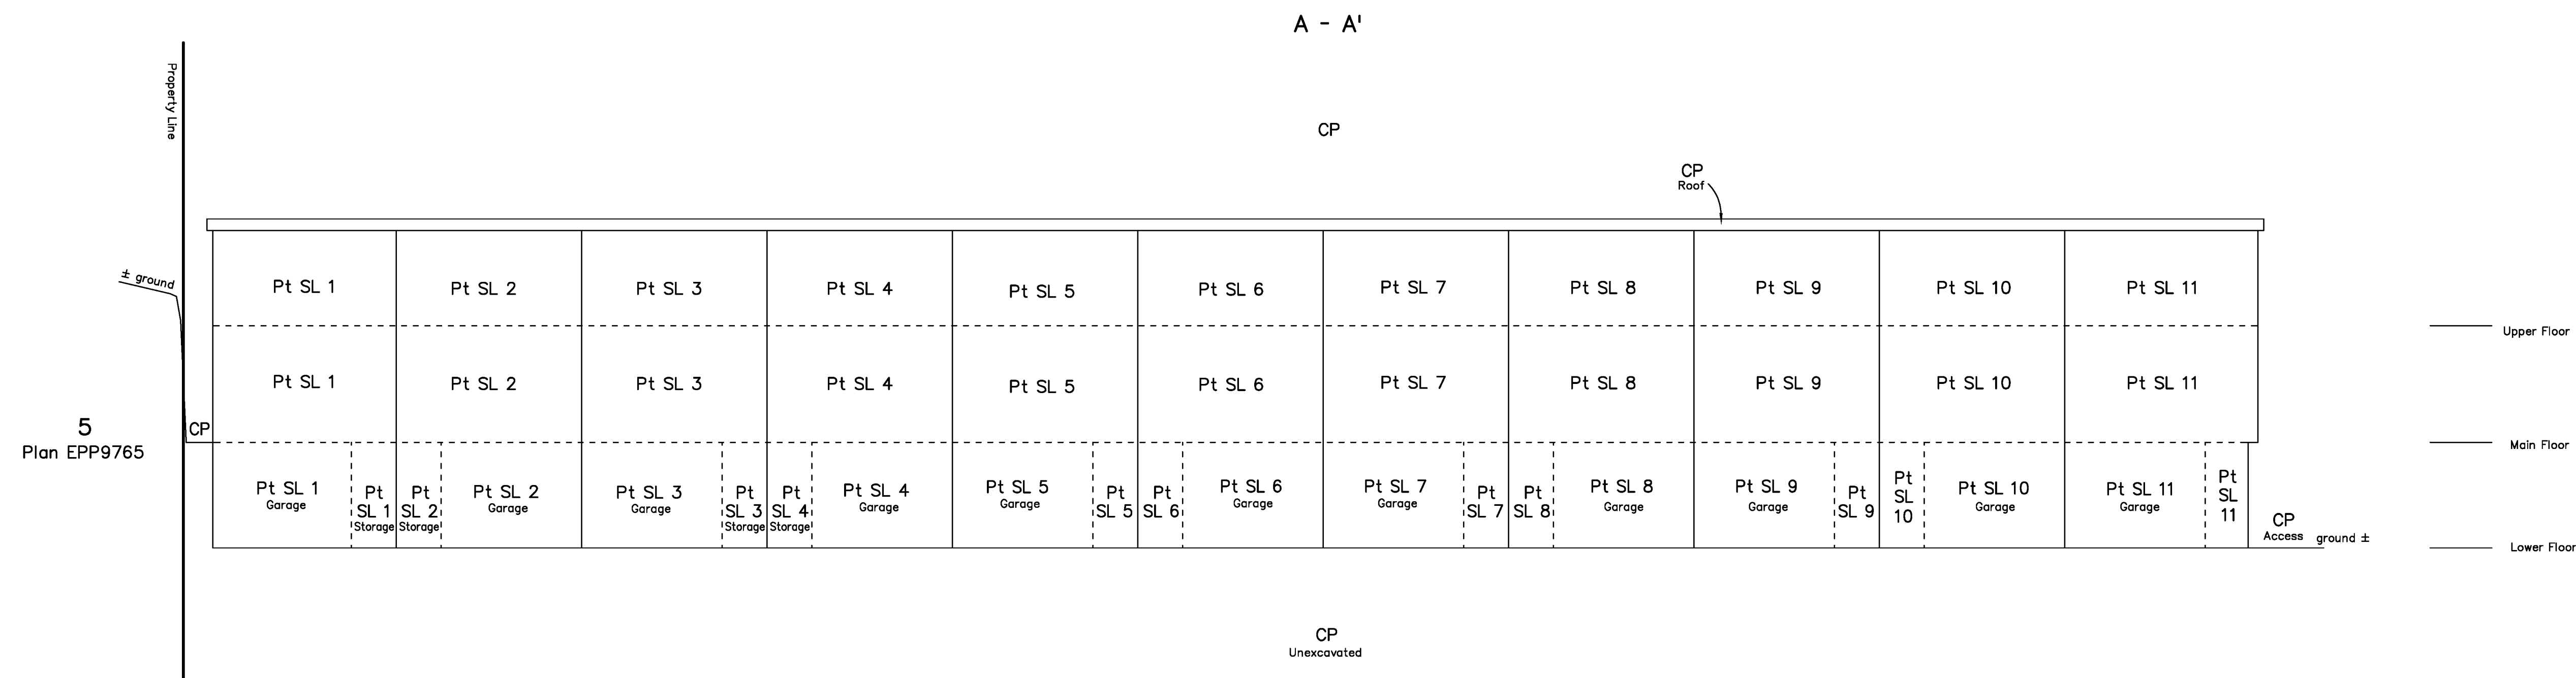 A - A'
Property Line
CP
CP
Roof
± ground
Pt SL 1
Pt SL 2
Pt SL 3
Pt SL 4
Pt SL 5
Pt SL 6
Pt SL 7
Pt SL 8
Pt SL 9
Pt SL 10
Pt SL 11
Upper Floor
Pt SL 1
Pt SL 2
Pt SL 3
Pt SL 4
Pt SL 5
Pt SL 6
Pt SL 7
Pt SL 8
Pt SL 9
Pt SL 10
Pt SL 11
5
Plan EPP9765
CP
Main Floor
Pt SL 1
Garage
Pt
SL 1
Storage
Pt
SL 2
Storage
Pt SL 2
Garage
Pt SL 3
Garage
Pt
SL 3
Storage
Pt
SL 4
Storage
Pt SL 4
Garage
Pt SL 5
Garage
Pt
SL 5
Pt
SL 6
Pt SL 6
Garage
Pt SL 7
Garage
Pt
SL 7
Pt
SL 8
Pt SL 8
Garage
Pt SL 9
Garage
Pt
SL 9
Pt
SL
10
Pt SL 10
Garage
Pt SL 11
Garage
Pt
SL
11
CP
Access
ground ±
Lower Floor
CP
Unexcavated